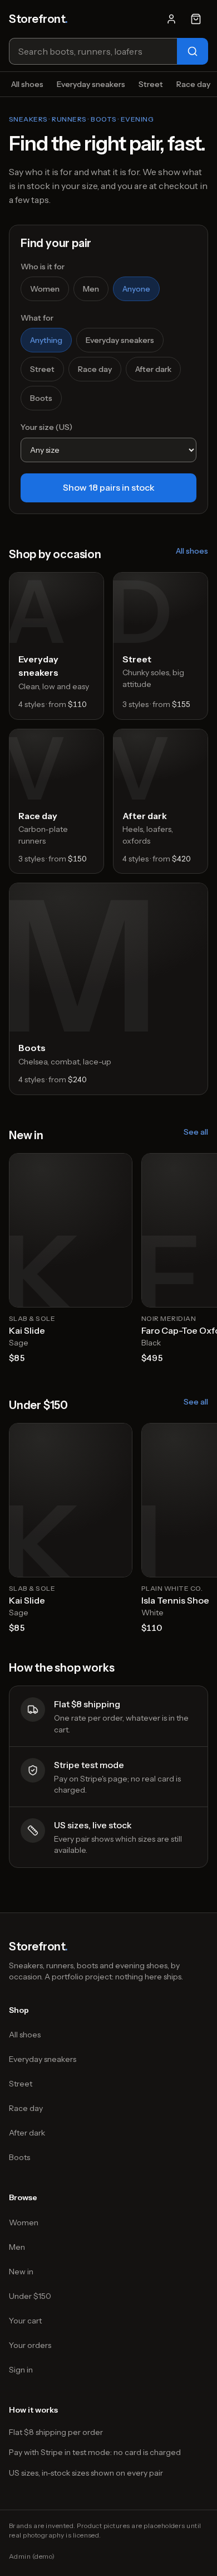 Storefront.
Search boots, runners, loafers
All shoes Everyday sneakers Street Race day
SNEAKERS · RUNNERS · BOOTS · EVENING
Find the right pair, fast.
Say who it is for and what it is for. We show what
is in stock in your size, and you are at checkout in
a few taps.
Find your pair
Who is it for
Women Men Anyone
What for
Anything Everyday sneakers
Street Race day After dark
Boots
Your size (US)
Any size
Show 18 pairs in stock
Shop by occasion All shoes
A
Everyday
sneakers
Clean, low and easy
4 styles · from $110
D
Street
Chunky soles, big
altitude
3 styles · from $155
V
Race day
Carbon-plate
runners
3 styles · from $150
V
After dark
Heels, loafers,
oxfords
4 styles · from $420
M
Boots
Chelsea, combat, lace-up
4 styles · from $240
New in See all
K
SLAB & SOLE
Kai Slide
Sage
$85
F
NOIR MERIDIAN
Faro Cap-Toe Oxfo
Black
$495
Under $150 See all
K
SLAB & SOLE
Kai Slide
Sage
$85
I
PLAIN WHITE CO.
Isla Tennis Shoe
White
$110
How the shop works
Flat $8 shipping
One rate per order, whatever is in the
cart.
Stripe test mode
Pay on Stripe's page; no real card is
charged.
US sizes, live stock
Every pair shows which sizes are still
available.
Storefront.
Sneakers, runners, boots and evening shoes, by
occasion. A portfolio project: nothing here ships.
Shop
All shoes
Everyday sneakers
Street
Race day
After dark
Boots
Browse
Women
Men
New in
Under $150
Your cart
Your orders
Sign in
How it works
Flat $8 shipping per order
Pay with Stripe in test mode: no card is charged
US sizes, in-stock sizes shown on every pair
Brands are invented. Product pictures are placeholders until
real photography is licensed.
Admin (demo)